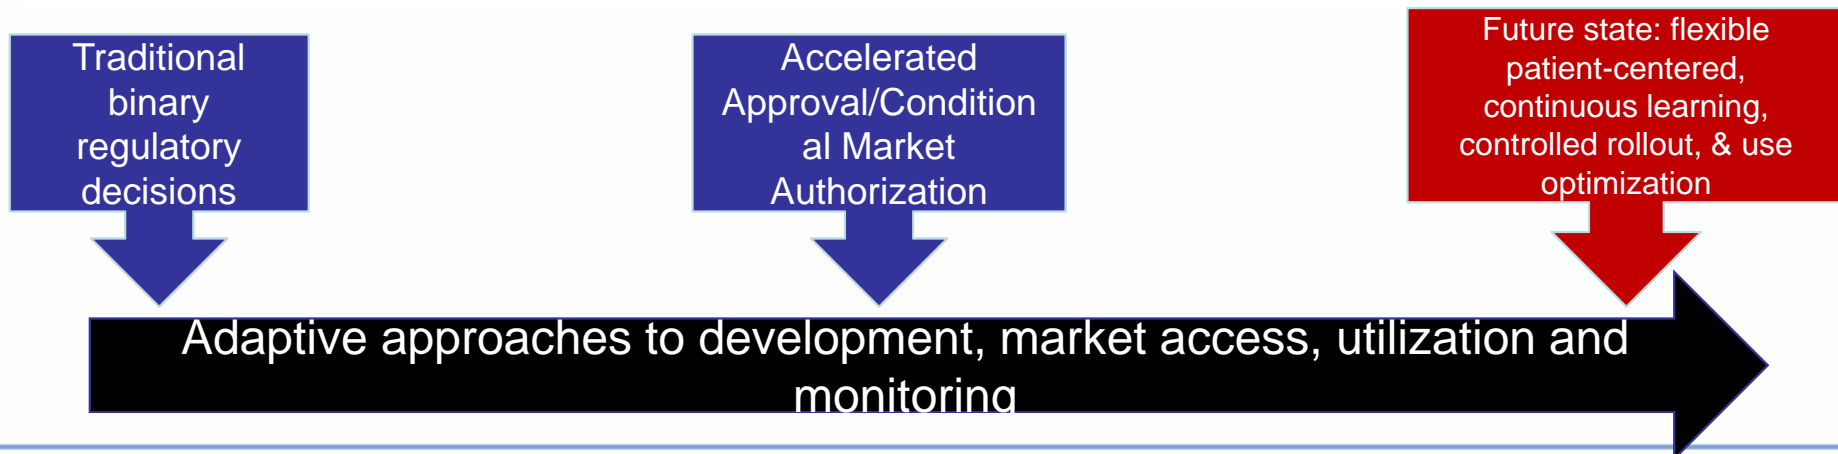 Traditional
binary
regulatory
decisions
Accelerated
Approval/Condition
al Market
Authorization
Future state: flexible
patient-centered,
continuous learning,
controlled rollout, & use
optimization
Adaptive approaches to development, market access, utilization and
monitoring